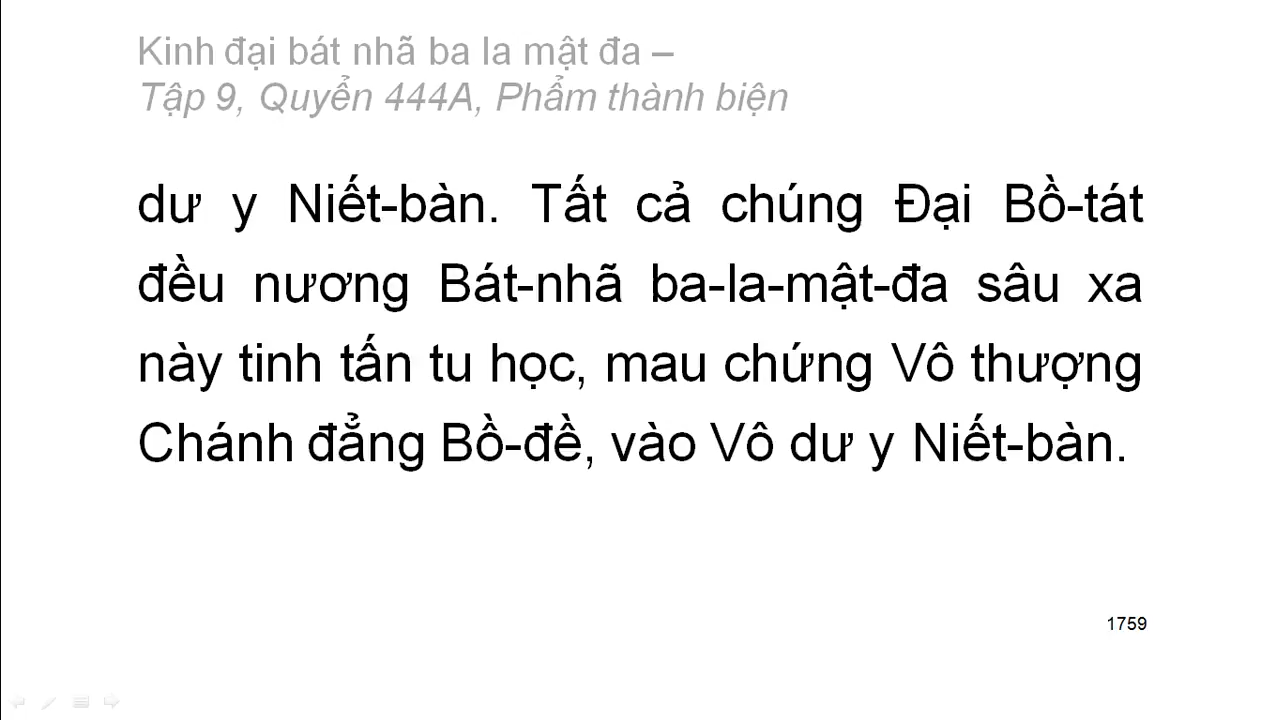 Kinh đại bát nhã ba la mật đa –
Tập 9, Quyển 444A, Phẩm thành biện
dư y Niết-bàn. Tất cả chúng Đại Bồ-tát
đều nương Bát-nhã ba-la-mật-đa sâu xa
này tinh tấn tu học, mau chứng Vô thượng
Chánh đẳng Bồ-đề, vào Vô dư y Niết-bàn.
1759